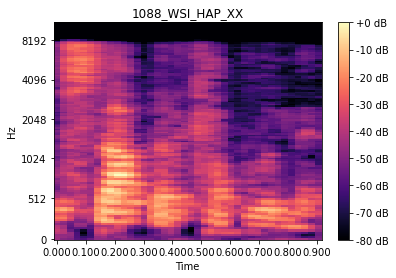 1088_WSI_HAP_XX
8192
4096
2048
1024
512
0
Hz
0.000 0.100 0.200 0.300 0.400 0.500 0.600 0.700 0.800 0.900
Time
+0 dB
-10 dB
-20 dB
-30 dB
-40 dB
-50 dB
-60 dB
-70 dB
-80 dB